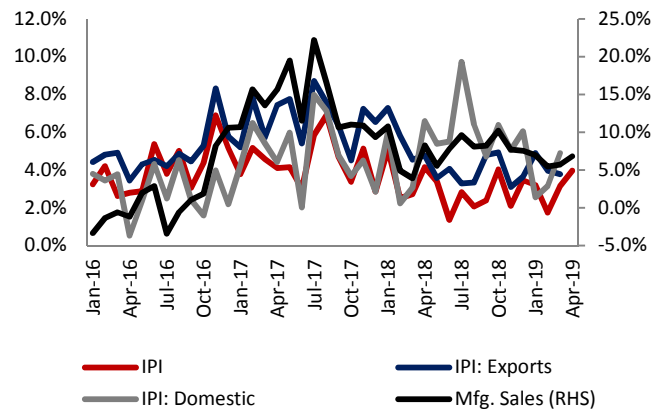 12.0%
10.0%
8.0%
6.0%
4.0%
2.0%
0.0%
25.0%
20.0%
15.0%
10.0%
5.0%
0.0%
-5.0%
Jan-16
Apr-16
Jul-16
Oct-16
Jan-17
Apr-17
Jul-17
Oct-17
Jan-18
Apr-18
Jul-18
Oct-18
Jan-19
Apr-19
IPI
IPI: Exports
IPI: Domestic
Mfg. Sales (RHS)